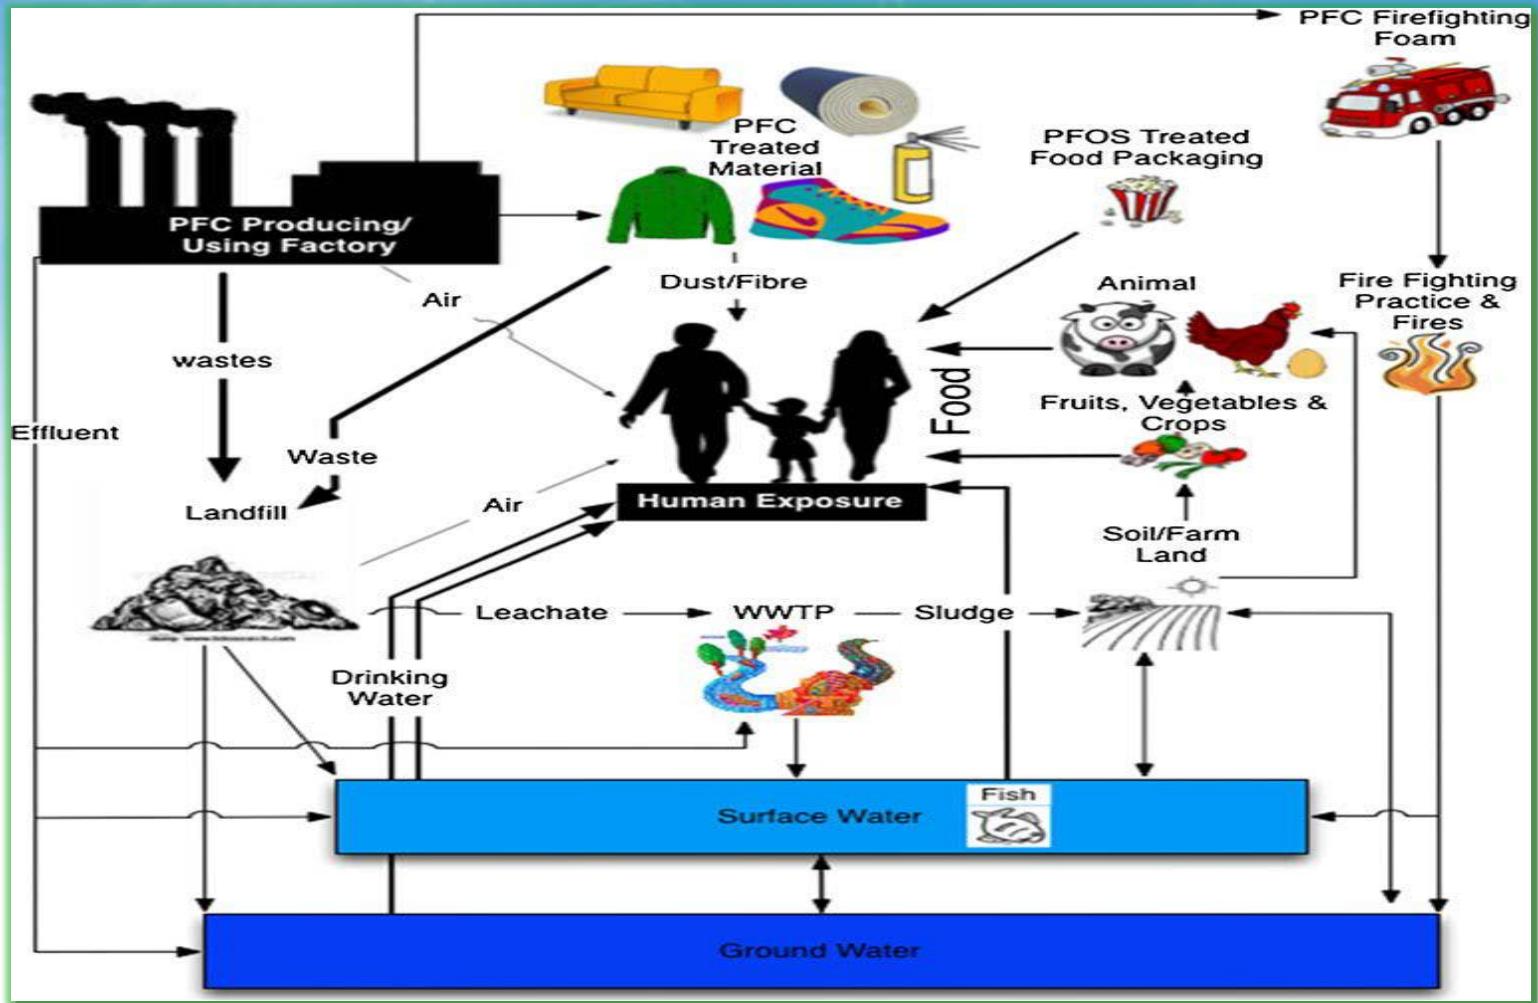 PFC Firefighting
Foam
PFC
Treated
Material
PFOS Treated
Food Packaging
PFC Producing/
Using Factory
Dust/Fibre
Air
Animal
Fire Fighting
Practice &
Fires
wastes
Food
Fruits, Vegetables &
Crops
Effluent
Waste
Landfill
Air
Human Exposure
Soil/Farm
Land
Leachate
WWTP
Sludge
Drinking
Water
Fish
Surface Water
Ground Water